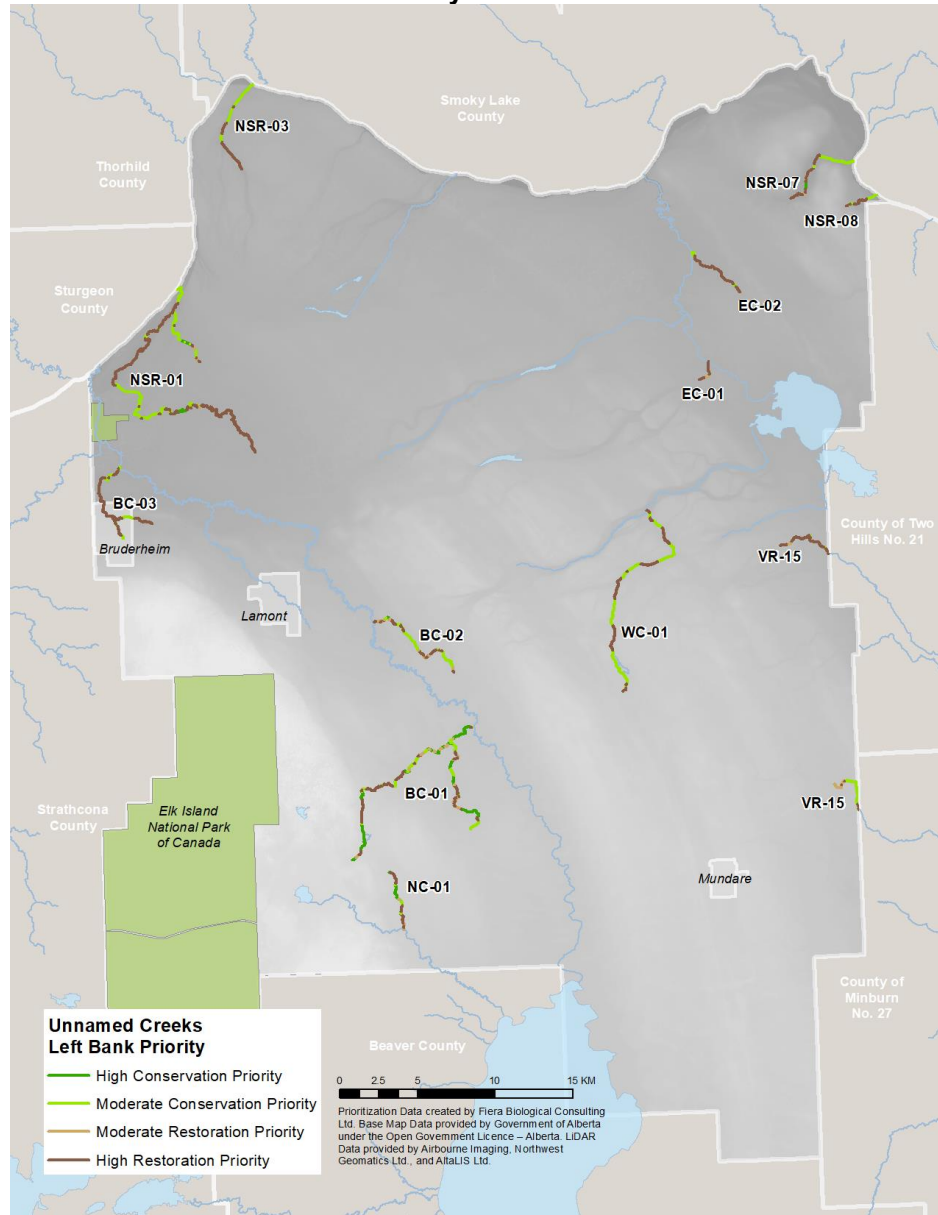 Smoky Lake
County
NSR-03
Thorhild
County
NSR-07
NSR-08
Sturgeon
County
EC-02
NSR-01
EC-01
BC-03
County of Two
Hills No. 21
Bruderheim
VR-15
Lamont
BC-02
WC-01
BC-01
VR-15
Strathcona
County
Elk Island
National Park
of Canada
Mundare
NC-01
County of
Minburn
No. 27
Beaver County
Unnamed Creeks
Left Bank Priority
High Conservation Priority
Moderate Conservation Priority
Moderate Restoration Priority
High Restoration Priority
0 2.5 5 10 15 KM
Prioritization Data created by Fiera Biological Consulting
Ltd. Base Map Data provided by Government of Alberta
under the Open Government Licence – Alberta. LiDAR
Data provided by Airbourne Imaging, Northwest
Geomatics Ltd., and AltaLIS Ltd.